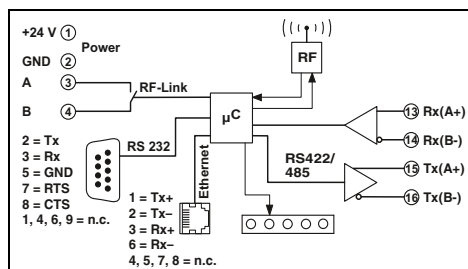 +24 V 1
Power
GND 2
A 3
RF-Link
B 4
RF
µC
13 Rx(A+)
14 Rx(B-)
RS422/
485
15 Tx(A+)
16 Tx(B-)
RS 232
2 = Tx
3 = Rx
5 = GND
7 = RTS
8 = CTS
1, 4, 6, 9 = n.c.
Ethernet
1 = Tx+
2 = Tx–
3 = Rx+
6 = Rx–
4, 5, 7, 8 = n.c.